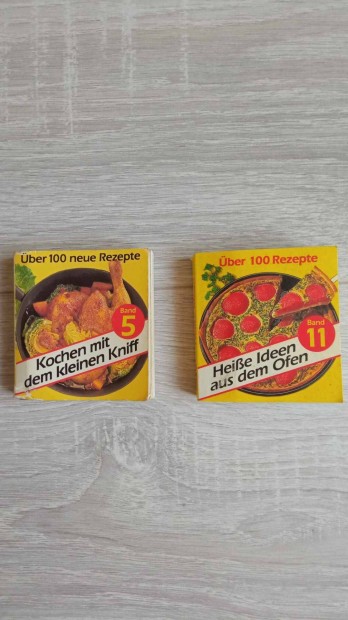 Über 100 neue Rezepte
Band
5
Kochen mit
dem kleinen Kniff
Über 100 Rezepte
Band
11
Heiße Ideen
aus dem Ofen